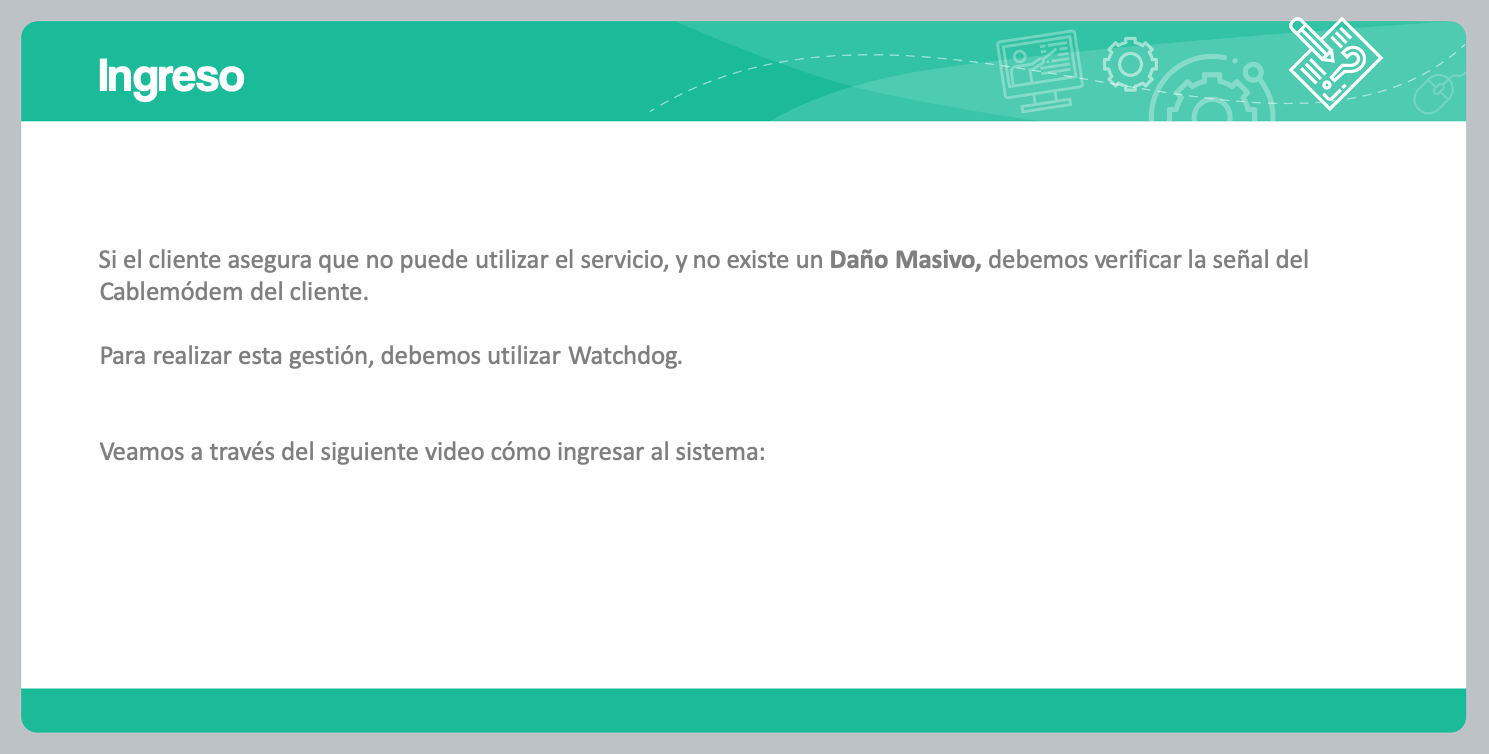 Ingreso
Si el cliente asegura que no puede utilizar el servicio, y no existe un Daño Masivo, debemos verificar la señal del
Cablemódem del cliente.
Para realizar esta gestión, debemos utilizar Watchdog.
Veamos a través del siguiente video cómo ingresar al sistema: